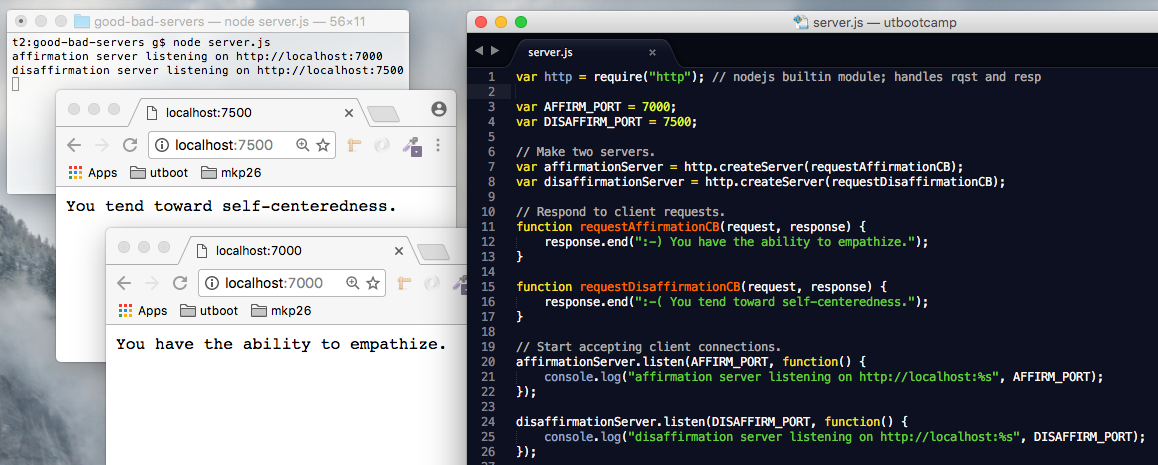 good-bad-servers — node server.js — 56×11
t2:good-bad-servers g$ node server.js
affirmation server listening on http://localhost:7000
disaffirmation server listening on http://localhost:7500
localhost:7500
localhost:7500
Apps utboot mkp26
You tend toward self-centeredness.
localhost:7000
localhost:7000
Apps utboot mkp26
You have the ability to empathize.
server.js — utbootcamp
server.js
1 var http = require("http"); // nodejs builtin module; handles rqst and resp
2
3 var AFFIRM_PORT = 7000;
4 var DISAFFIRM_PORT = 7500;
5
6 // Make two servers.
7 var affirmationServer = http.createServer(requestAffirmationCB);
8 var disaffirmationServer = http.createServer(requestDisaffirmationCB);
9
10 // Respond to client requests.
11 function requestAffirmationCB(request, response) {
12 response.end(":-) You have the ability to empathize.");
13 }
14
15 function requestDisaffirmationCB(request, response) {
16 response.end(":-( You tend toward self-centeredness.");
17 }
18
19 // Start accepting client connections.
20 affirmationServer.listen(AFFIRM_PORT, function() {
21 console.log("affirmation server listening on http://localhost:%s", AFFIRM_PORT);
22 });
23
24 disaffirmationServer.listen(DISAFFIRM_PORT, function() {
25 console.log("disaffirmation server listening on http://localhost:%s", DISAFFIRM_PORT);
26 });
27